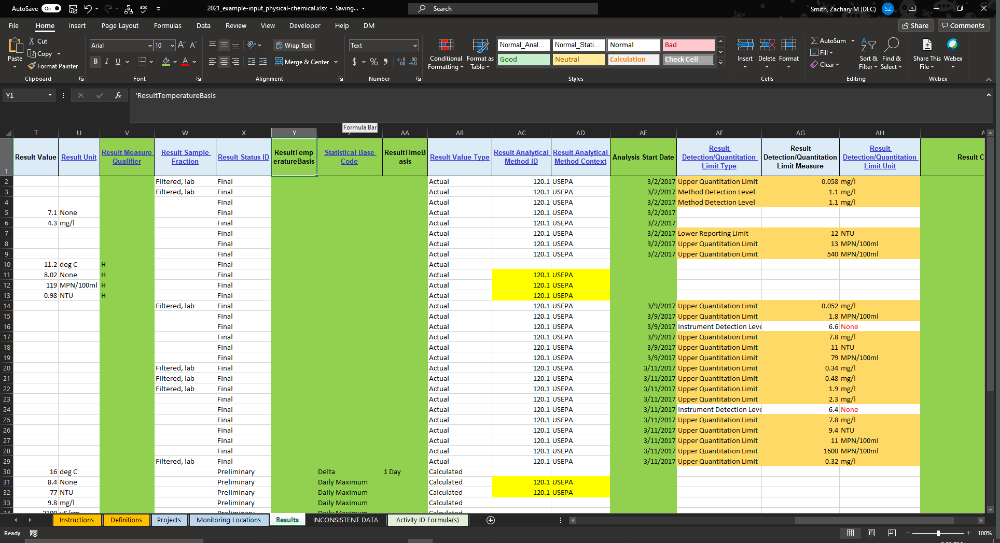 AutoSave On 2021_example-input_physical-chemical.xlsx - Saving... Search Smith, Zachary M (DEC) SZ
File Home Insert Page Layout Formulas Data Review View Developer Help DM Share Comments
Paste Cut Copy Format Painter Clipboard
Arial 10 B I U A A A Font
ab Wrap Text Merge & Center Alignment
Text $ % Number
Conditional Formatting Format as Table Normal_Anal... Normal_Stati... Normal Bad
Good Neutral Calculation Check Cell Styles
Insert Delete Format Cells
AutoSum Fill Clear Sort & Filter Find & Select Editing
Share This File Webex Webex
Y1 fx 'ResultTemperatureBasis
Formula Bar
T U V W X Y Z AA AB AC AD AE AF AG AH A
1 Result Value Result Unit Result Measure Qualifier Result Sample Fraction Result Status ID ResultTemperatureBasis Statistical Base Code ResultTimeBasis Result Value Type Result Analytical Method ID Result Analytical Method Context Analysis Start Date Result Detection/Quantitation Limit Type Result Detection/Quantitation Limit Measure Result Detection/Quantitation Limit Unit Result C
2 Filtered, lab Final Actual 120.1 USEPA 3/2/2017 Upper Quantitation Limit 0.058 mg/l
3 Filtered, lab Final Actual 120.1 USEPA 3/2/2017 Method Detection Level 1.1 mg/l
4 Final Actual 120.1 USEPA 3/2/2017 Method Detection Level 1.1 mg/l
5 7.1 None Final Actual 120.1 USEPA 3/2/2017
6 4.3 mg/l Final Actual 120.1 USEPA 3/2/2017
7 Final Actual 120.1 USEPA 3/2/2017 Lower Reporting Limit 12 NTU
8 Final Actual 120.1 USEPA 3/2/2017 Upper Quantitation Limit 13 MPN/100ml
9 Final Actual 120.1 USEPA 3/2/2017 Upper Quantitation Limit 540 MPN/100ml
10 11.2 deg C H Final Actual
11 8.02 None H Final Actual 120.1 USEPA
12 119 MPN/100ml H Final Actual 120.1 USEPA
13 0.98 NTU H Final Actual 120.1 USEPA
14 Filtered, lab Final Actual 120.1 USEPA 3/9/2017 Upper Quantitation Limit 0.052 mg/l
15 Final Actual 120.1 USEPA 3/9/2017 Upper Quantitation Limit 1.8 MPN/100ml
16 Final Actual 120.1 USEPA 3/9/2017 Instrument Detection Leve 6.6 None
17 Final Actual 120.1 USEPA 3/9/2017 Upper Quantitation Limit 7.8 mg/l
18 Final Actual 120.1 USEPA 3/9/2017 Upper Quantitation Limit 11 NTU
19 Final Actual 120.1 USEPA 3/9/2017 Upper Quantitation Limit 79 MPN/100ml
20 Filtered, lab Final Actual 120.1 USEPA 3/11/2017 Upper Quantitation Limit 0.34 mg/l
21 Filtered, lab Final Actual 120.1 USEPA 3/11/2017 Upper Quantitation Limit 0.48 mg/l
22 Filtered, lab Final Actual 120.1 USEPA 3/11/2017 Upper Quantitation Limit 1.9 mg/l
23 Final Actual 120.1 USEPA 3/11/2017 Upper Quantitation Limit 2.3 mg/l
24 Final Actual 120.1 USEPA 3/11/2017 Instrument Detection Leve 6.4 None
25 Final Actual 120.1 USEPA 3/11/2017 Upper Quantitation Limit 7.8 mg/l
26 Final Actual 120.1 USEPA 3/11/2017 Upper Quantitation Limit 9.4 NTU
27 Final Actual 120.1 USEPA 3/11/2017 Upper Quantitation Limit 11 MPN/100ml
28 Final Actual 120.1 USEPA 3/11/2017 Upper Quantitation Limit 1600 MPN/100ml
29 Filtered, lab Final Actual 120.1 USEPA 3/11/2017 Upper Quantitation Limit 0.32 mg/l
30 16 deg C Preliminary Delta 1 Day Calculated
31 8.4 None Preliminary Daily Maximum Calculated 120.1 USEPA
32 77 NTU Preliminary Daily Maximum Calculated 120.1 USEPA
33 9.8 mg/l Preliminary Daily Maximum Calculated
Instructions Definitions Projects Monitoring Locations Results INCONSISTENT DATA Activity ID Formula(s)
Ready 100%